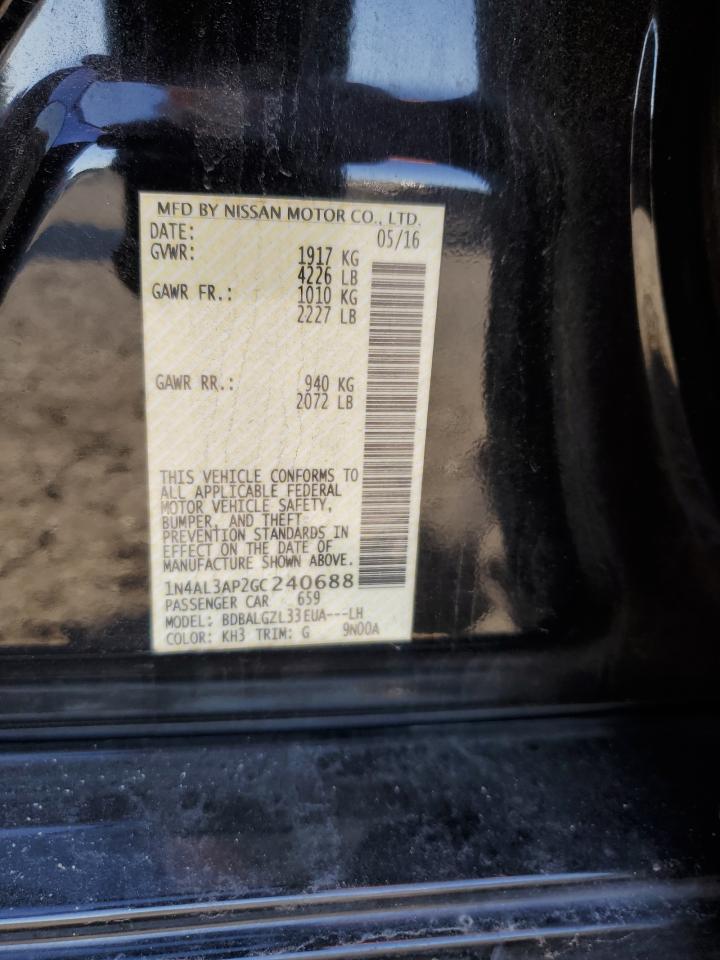 MFD BY NISSAN MOTOR CO., LTD.
DATE: 05/16
GVWR: 1917 KG
4226 LB
GAWR FR.: 1010 KG
2227 LB
GAWR RR.: 940 KG
2072 LB
THIS VEHICLE CONFORMS TO
ALL APPLICABLE FEDERAL
MOTOR VEHICLE SAFETY,
BUMPER, AND THEFT
PREVENTION STANDARDS IN
EFFECT ON THE DATE OF
MANUFACTURE SHOWN ABOVE.
1N4AL3AP2GC240688
PASSENGER CAR 659
MODEL: BDBALGZL33EUA---LH
COLOR: KH3 TRIM: G 9N00A